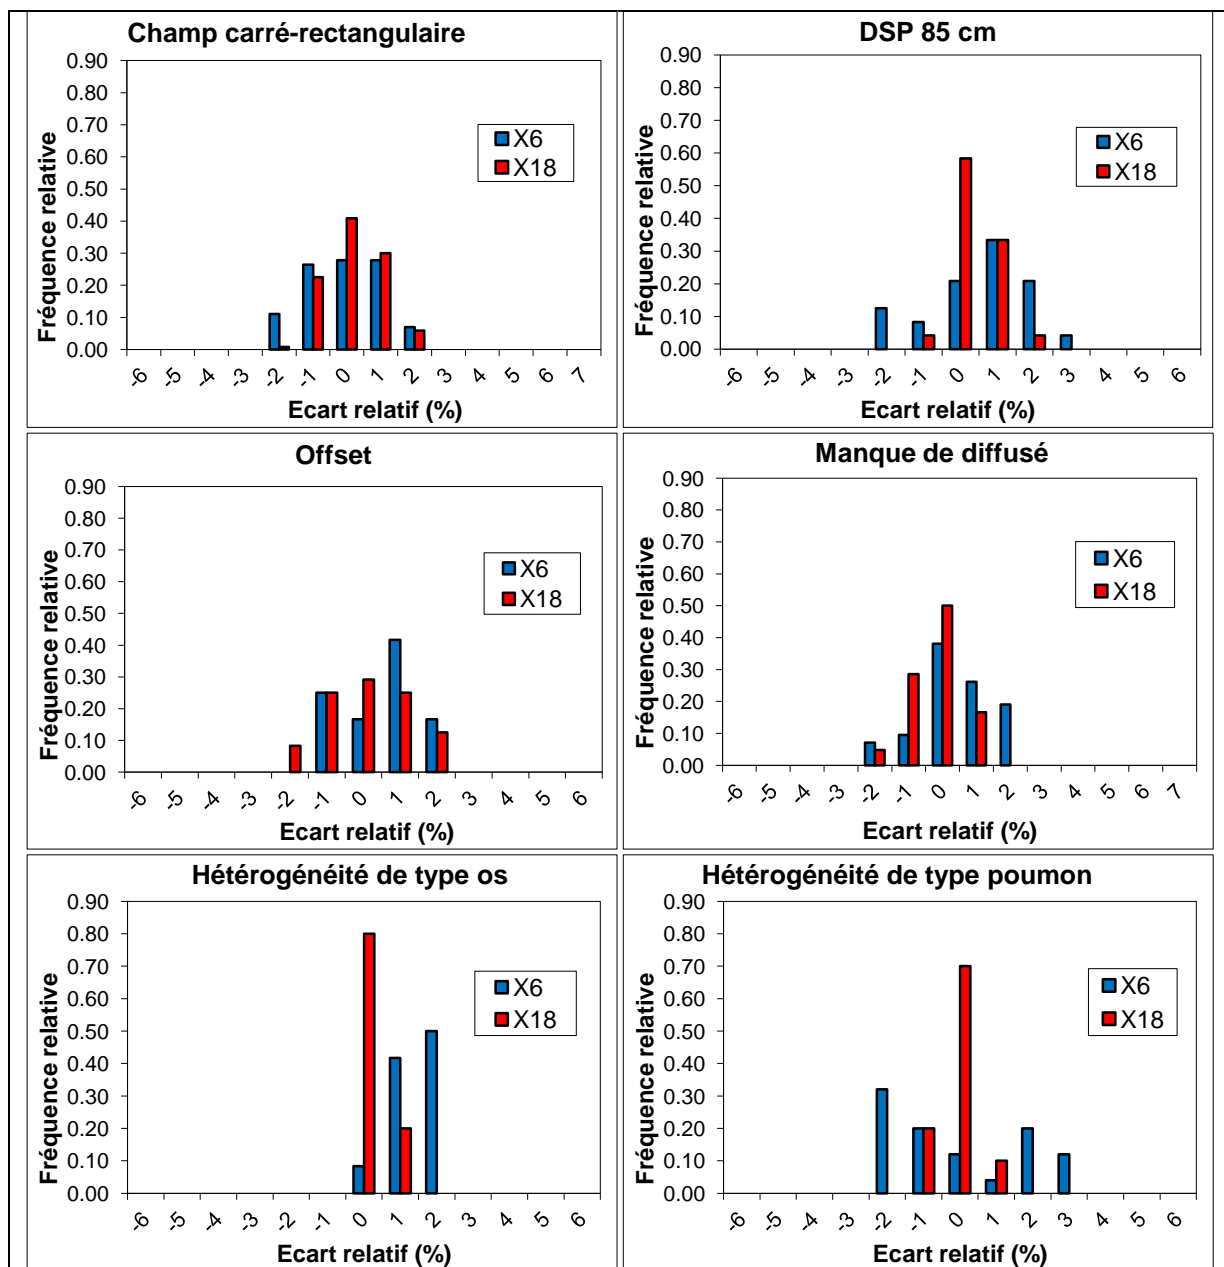 Champ carré-rectangulaire
0.90
0.80
0.70
0.60
0.50
0.40
0.30
0.20
0.10
0.00
Fréquence relative
X6
X18
-6 -5 -4 -3 -2 -1 0 1 2 3 4 5 6 7
Ecart relatif (%)
DSP 85 cm
0.90
0.80
0.70
0.60
0.50
0.40
0.30
0.20
0.10
0.00
Fréquence relative
X6
X18
-6 -5 -4 -3 -2 -1 0 1 2 3 4 5 6
Ecart relatif (%)
Offset
0.90
0.80
0.70
0.60
0.50
0.40
0.30
0.20
0.10
0.00
Fréquence relative
X6
X18
-6 -5 -4 -3 -2 -1 0 1 2 3 4 5 6
Ecart relatif (%)
Manque de diffusé
0.90
0.80
0.70
0.60
0.50
0.40
0.30
0.20
0.10
0.00
Fréquence relative
X6
X18
-6 -5 -4 -3 -2 -1 0 1 2 3 4 5 6 7
Ecart relatif (%)
Hétérogénéité de type os
0.90
0.80
0.70
0.60
0.50
0.40
0.30
0.20
0.10
0.00
Fréquence relative
X6
X18
-6 -5 -4 -3 -2 -1 0 1 2 3 4 5 6
Ecart relatif (%)
Hétérogénéité de type poumon
0.90
0.80
0.70
0.60
0.50
0.40
0.30
0.20
0.10
0.00
Fréquence relative
X6
X18
-6 -5 -4 -3 -2 -1 0 1 2 3 4 5 6
Ecart relatif (%)